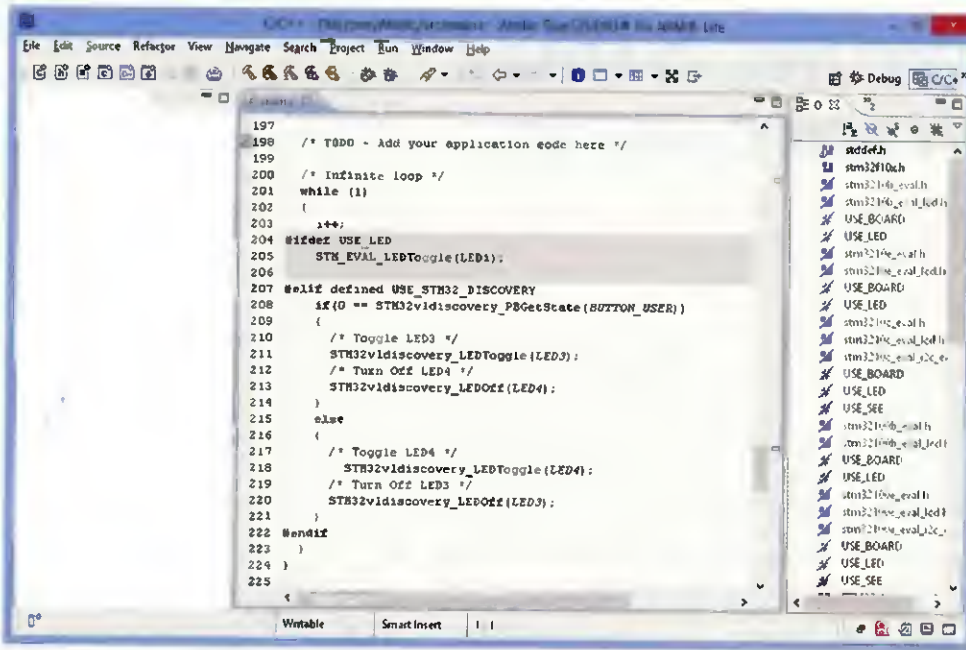 File Edit Source Refactor View Navigate Search Project Run Window Help
Debug C/C+
197
198 /* TODO - Add your application code here */
199
200 /* Infinite loop */
201 while (1)
202 {
203 i++;
204 #ifdef USE_LED
205 STM_EVAL_LEDToggle(LED1);
206
207 #elif defined USE_STM32_DISCOVERY
208 if(0 == STM32vldiscovery_PBGetState(BUTTON_USER))
209 {
210 /* Toggle LED3 */
211 STM32vldiscovery_LEDToggle(LED3);
212 /* Turn Off LED4 */
213 STM32vldiscovery_LEDOff(LED4);
214 }
215 else
216 {
217 /* Toggle LED4 */
218 STM32vldiscovery_LEDToggle(LED4);
219 /* Turn Off LED3 */
220 STM32vldiscovery_LEDOff(LED3);
221 }
222 #endif
223 }
224 }
225
stddef.h
stm32f10x.h
USE_BOARD
USE_LED
USE_BOARD
USE_LED
USE_BOARD
USE_LED
USE_SEE
USE_BOARD
USE_LED
USE_BOARD
USE_LED
USE_SEE
Writable Smart Insert